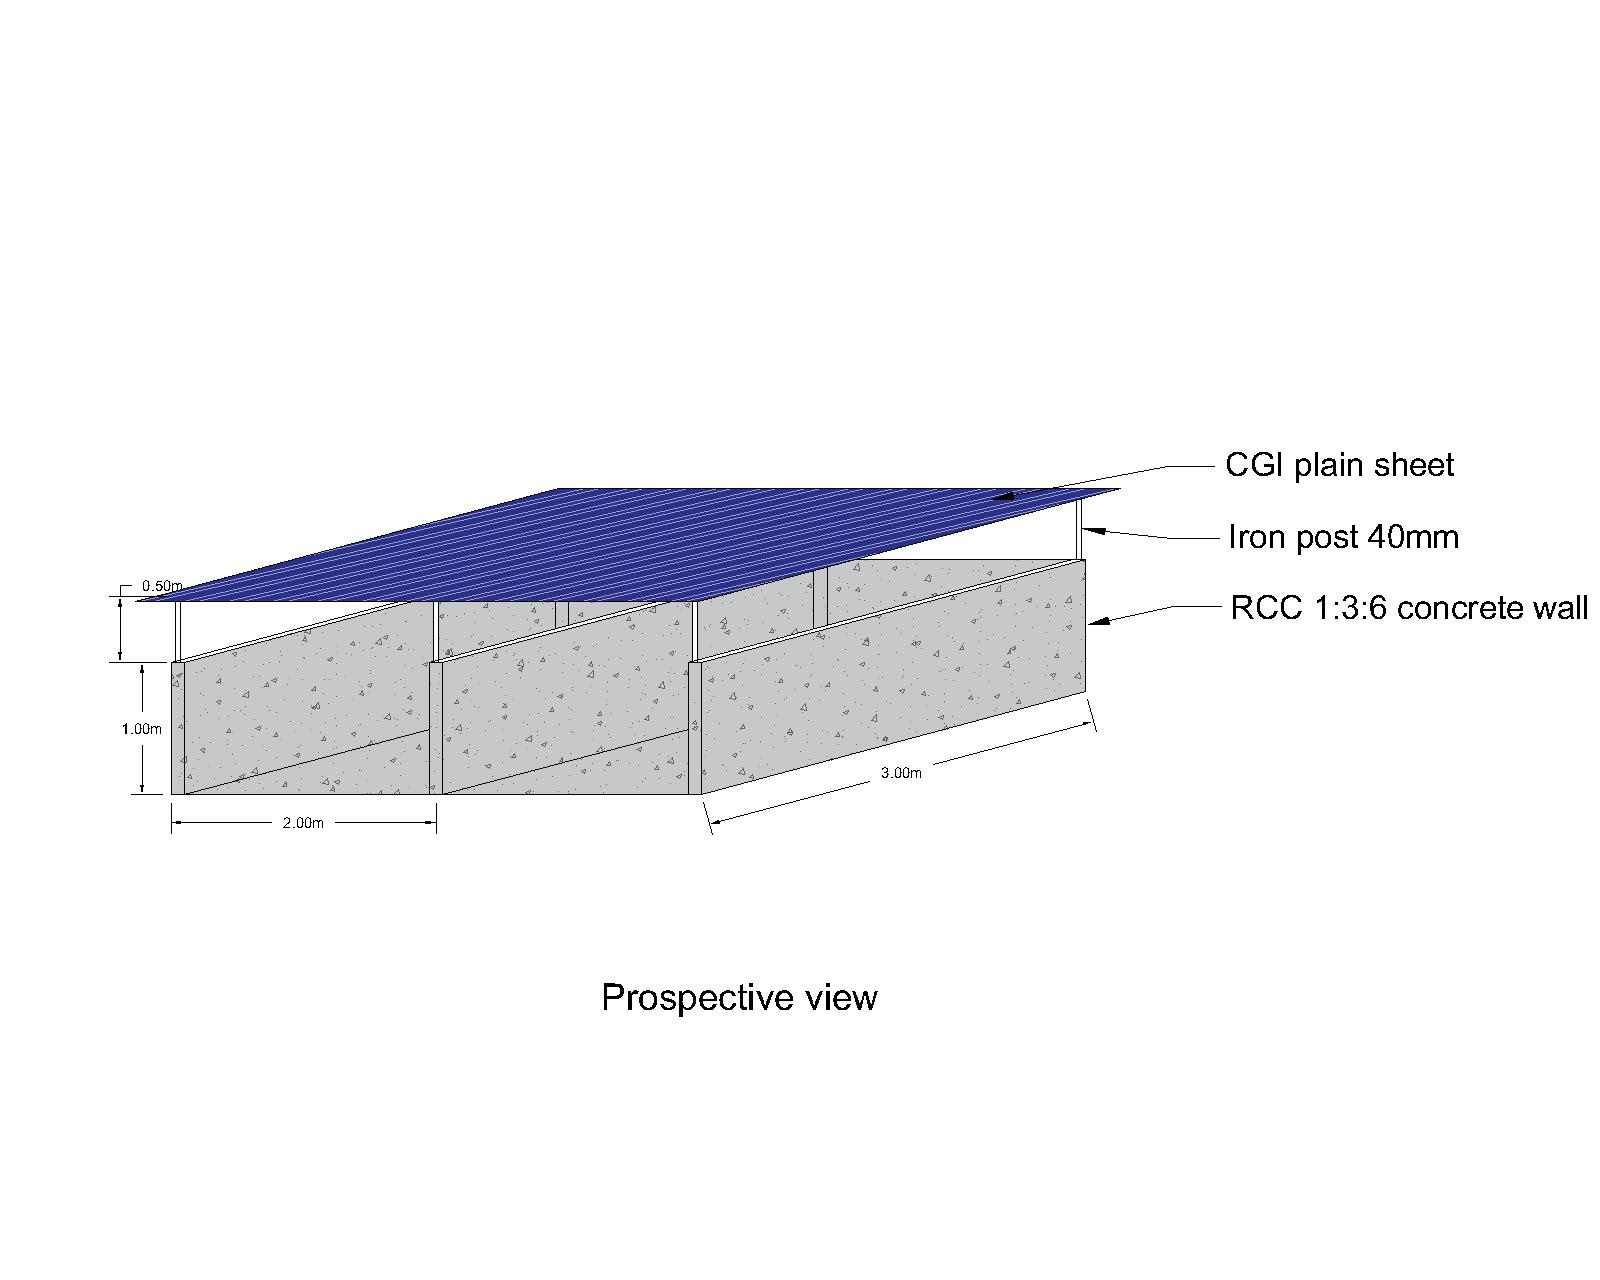 CGI plain sheet
Iron post 40mm
0.50m
RCC 1:3:6 concrete wall
1.00m
3.00m
2.00m
Prospective view